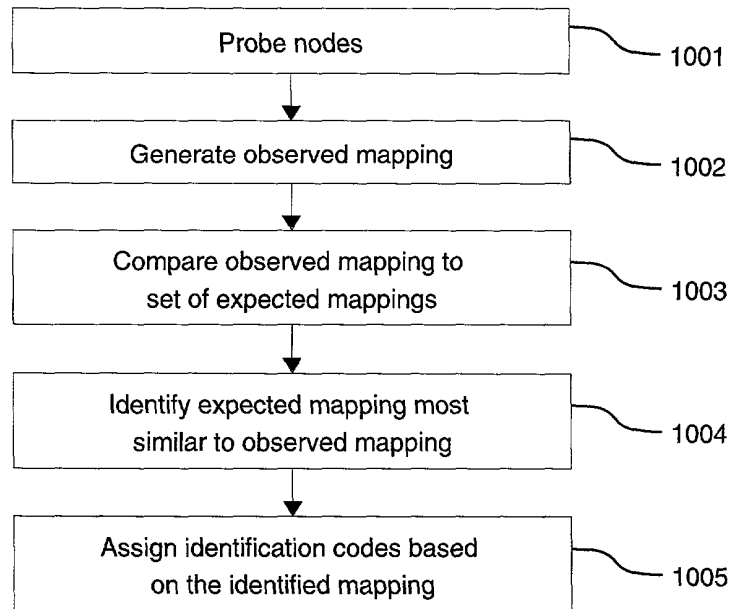 Probe nodes
1001
Generate observed mapping
1002
Compare observed mapping to
set of expected mappings
1003
Identify expected mapping most
similar to observed mapping
1004
Assign identification codes based
on the identified mapping
1005